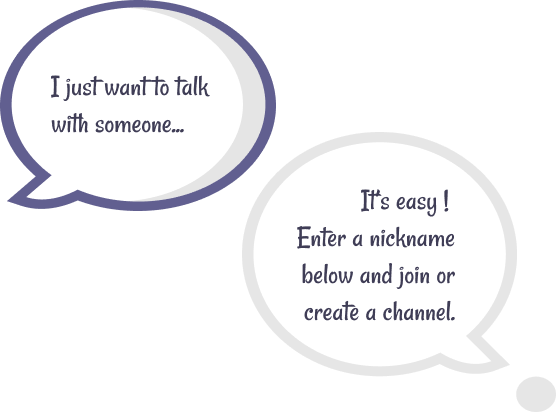 I just want to talk
with someone...
It's easy !
Enter a nickname
below and join or
create a channel.